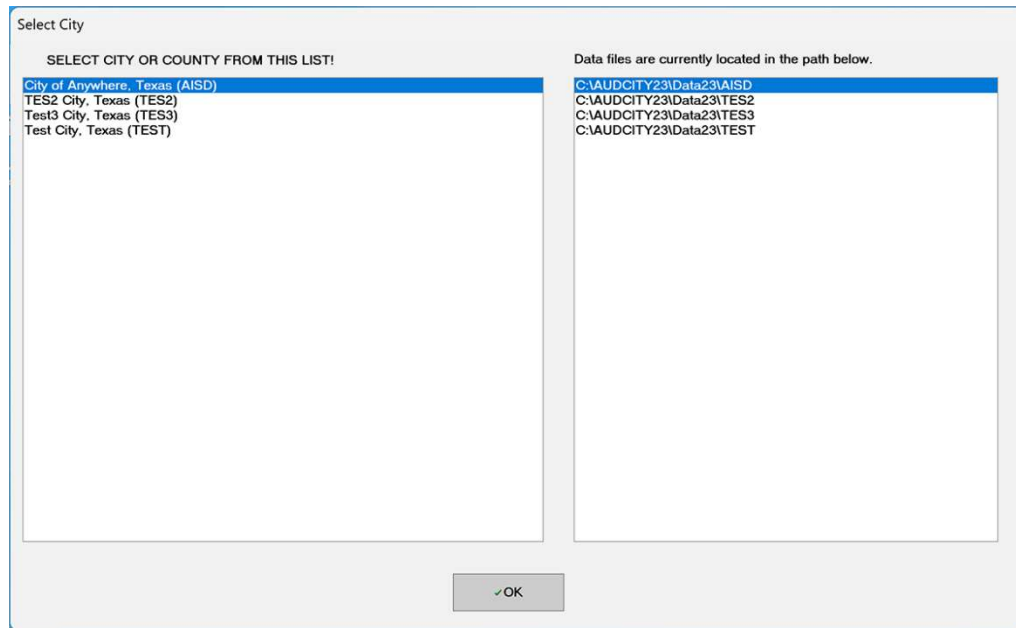 Select City
SELECT CITY OR COUNTY FROM THIS LIST!
City of Anywhere, Texas (AISD)
TES2 City, Texas (TES2)
Test3 City, Texas (TES3)
Test City, Texas (TEST)
Data files are currently located in the path below.
C:\AUDCITY23\Data23\AISD
C:\AUDCITY23\Data23\TES2
C:\AUDCITY23\Data23\TES3
C:\AUDCITY23\Data23\TEST
OK